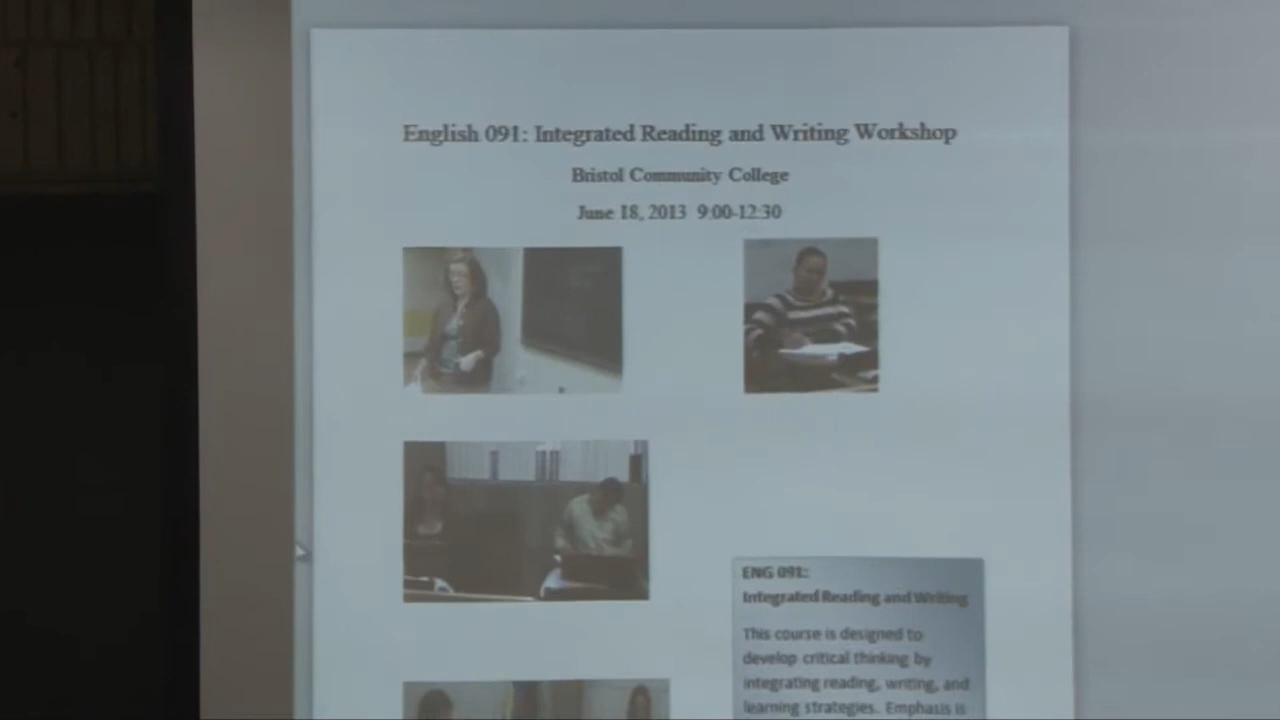 English 091: Integrated Reading and Writing Workshop
Bristol Community College
June 18, 2013 9:00-12:30
ENG 091:
Integrated Reading and Writing
This course is designed to
develop critical thinking by
integrating reading, writing, and
learning strategies. Emphasis is